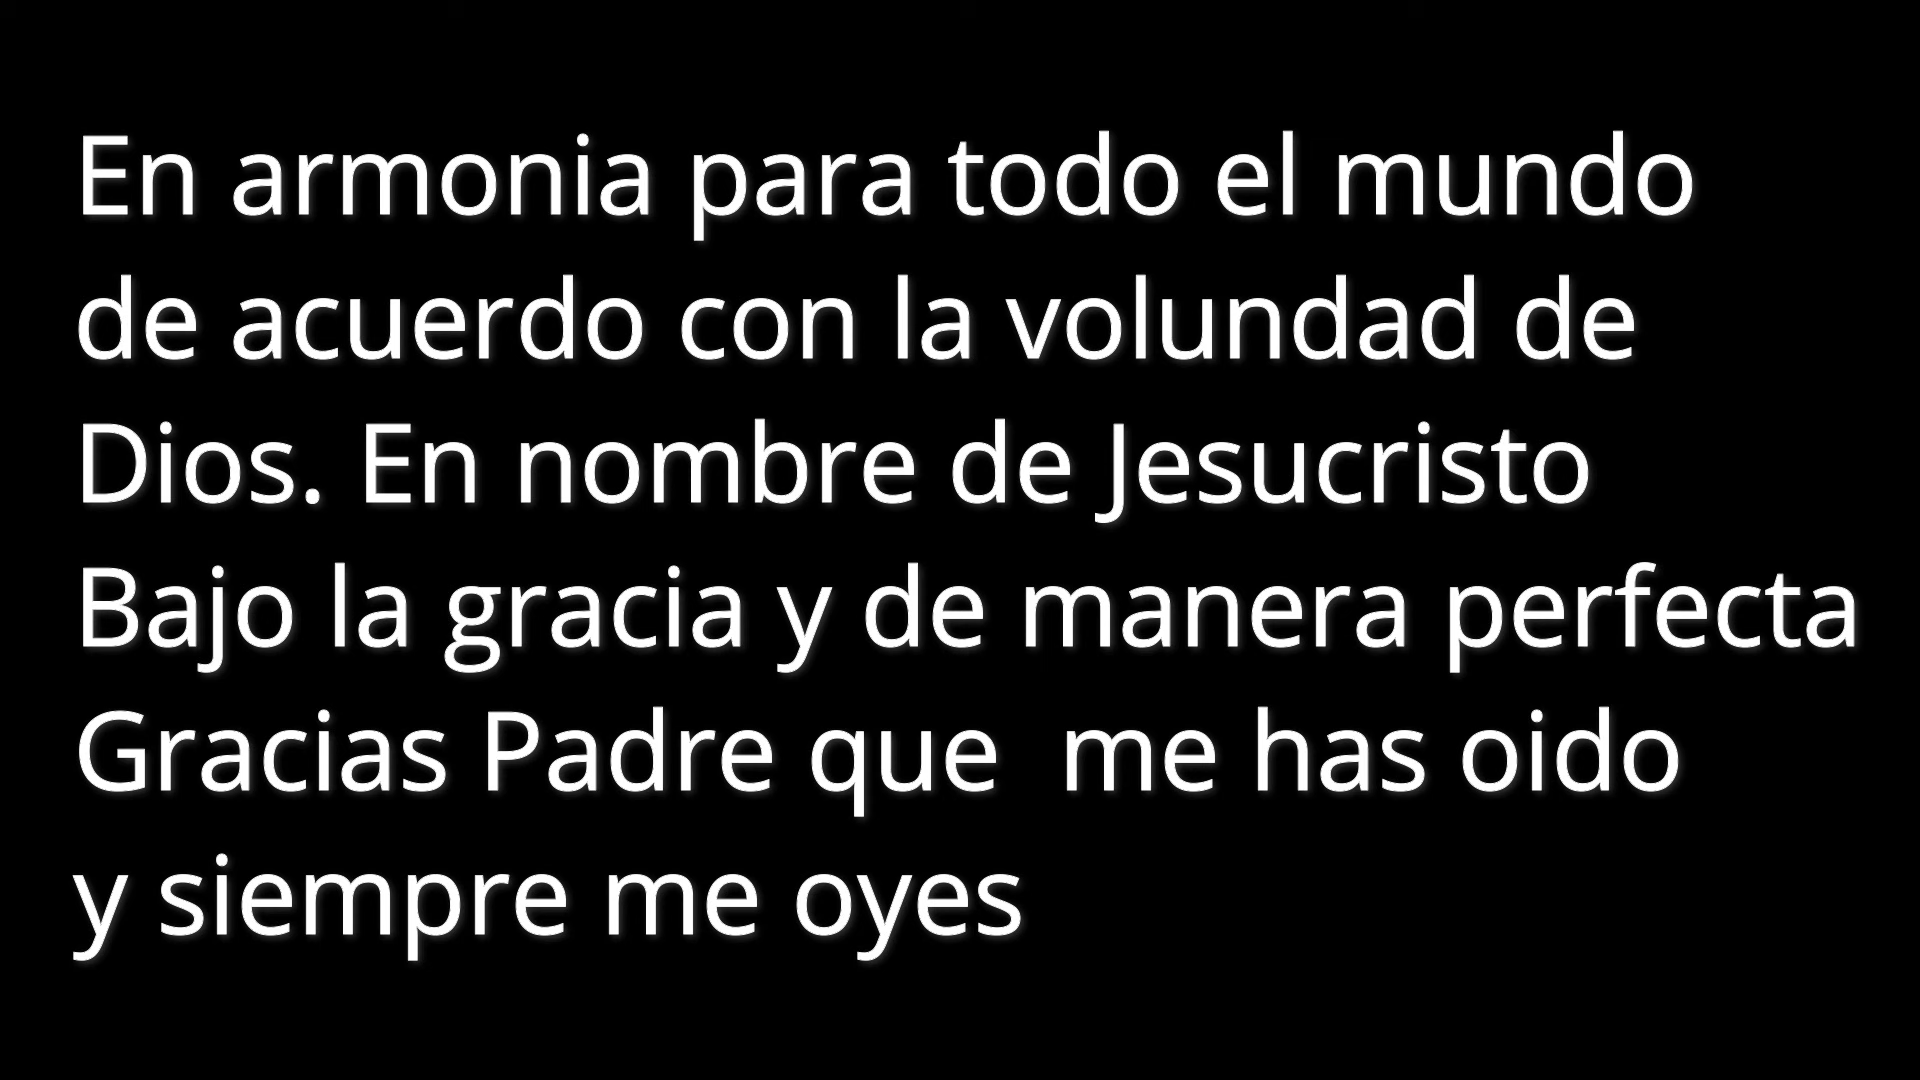 En armonia para todo el mundo
de acuerdo con la volundad de
Dios. En nombre de Jesucristo
Bajo la gracia y de manera perfecta
Gracias Padre que  me has oido
y siempre me oyes